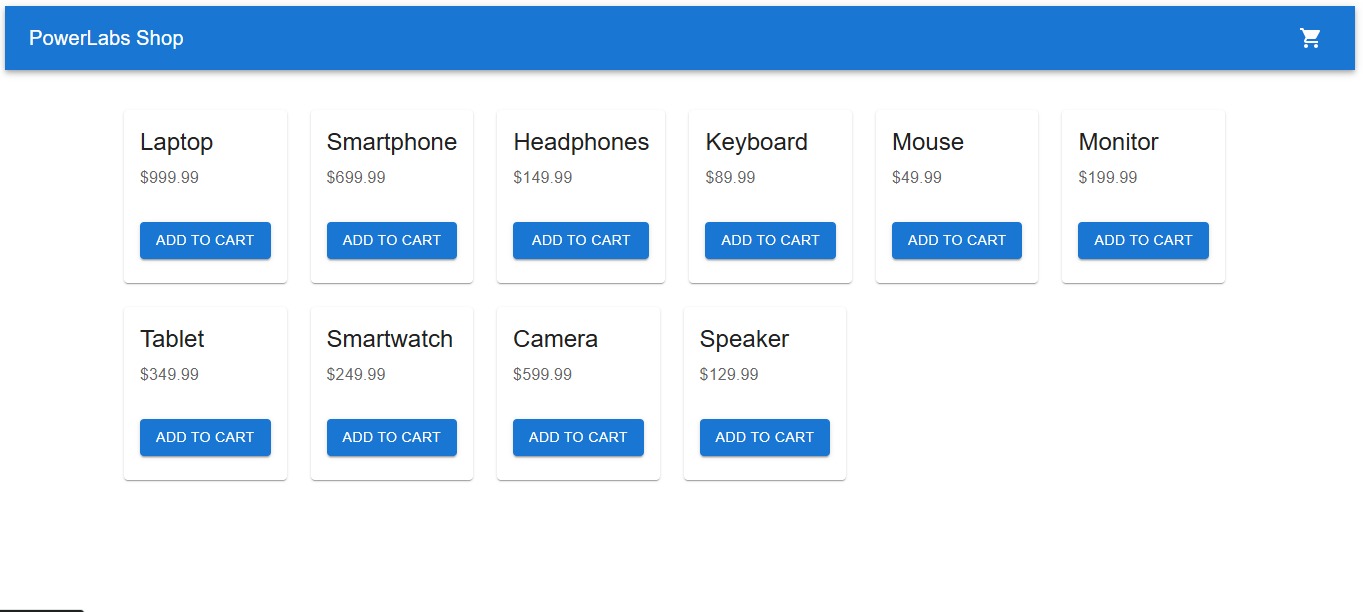 PowerLabs Shop
Laptop
$999.99
ADD TO CART
Smartphone
$699.99
ADD TO CART
Headphones
$149.99
ADD TO CART
Keyboard
$89.99
ADD TO CART
Mouse
$49.99
ADD TO CART
Monitor
$199.99
ADD TO CART
Tablet
$349.99
ADD TO CART
Smartwatch
$249.99
ADD TO CART
Camera
$599.99
ADD TO CART
Speaker
$129.99
ADD TO CART